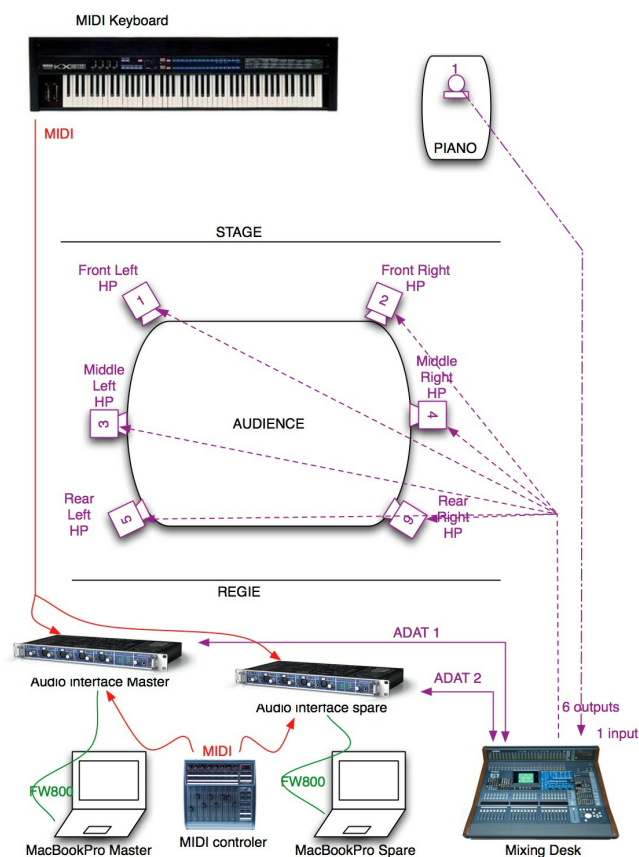 MIDI Keyboard
MIDI
1
PIANO
STAGE
Front Left
HP
Front Right
HP
1
2
Middle
Left
HP
Middle
Right
HP
3
4
AUDIENCE
Rear
Left
HP
Rear
Right
HP
5
6
REGIE
ADAT 1
Audio Interface Master
ADAT 2
Audio Interface spare
6 outputs
1 input
MIDI
FW800
FW800
MacBookPro Master
MIDI controler
MacBookPro Spare
Mixing Desk